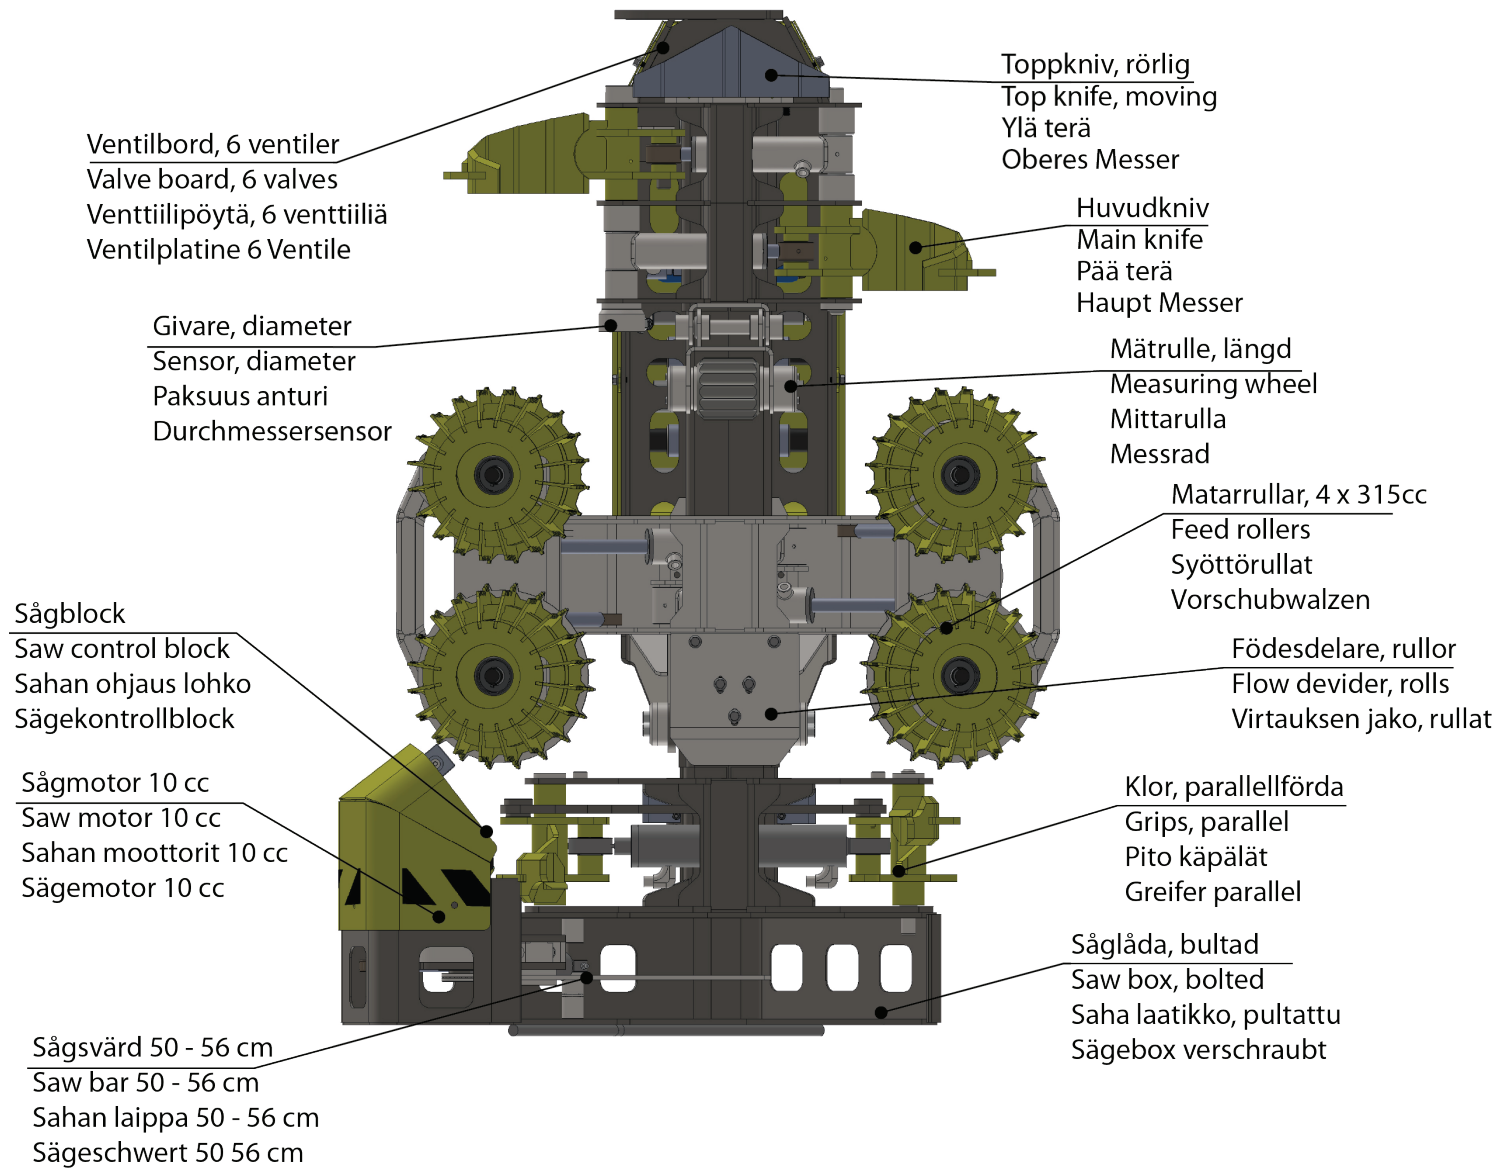 Toppkniv, rörlig
Top knife, moving
Ylä terä
Oberes Messer
Ventilbord, 6 ventiler
Valve board, 6 valves
Venttiilipöytä, 6 venttiiliä
Ventilplatine 6 Ventile
Huvudkniv
Main knife
Pää terä
Haupt Messer
Givare, diameter
Sensor, diameter
Paksuus anturi
Durchmessersensor
Mätrulle, längd
Measuring wheel
Mittarulla
Messrad
Matarrullar, 4 x 315cc
Feed rollers
Syöttörullat
Vorschubwalzen
Sågblock
Saw control block
Sahan ohjaus lohko
Sägekontrollblock
Födesdelare, rullor
Flow devider, rolls
Virtauksen jako, rullat
Sågmotor 10 cc
Saw motor 10 cc
Sahan moottorit 10 cc
Sägemotor 10 cc
Klor, parallellförda
Grips, parallel
Pito käpälät
Greifer parallel
Såglåda, bultad
Saw box, bolted
Saha laatikko, pultattu
Sägebox verschraubt
Sågsvärd 50 - 56 cm
Saw bar 50 - 56 cm
Sahan laippa 50 - 56 cm
Sägeschwert 50 56 cm